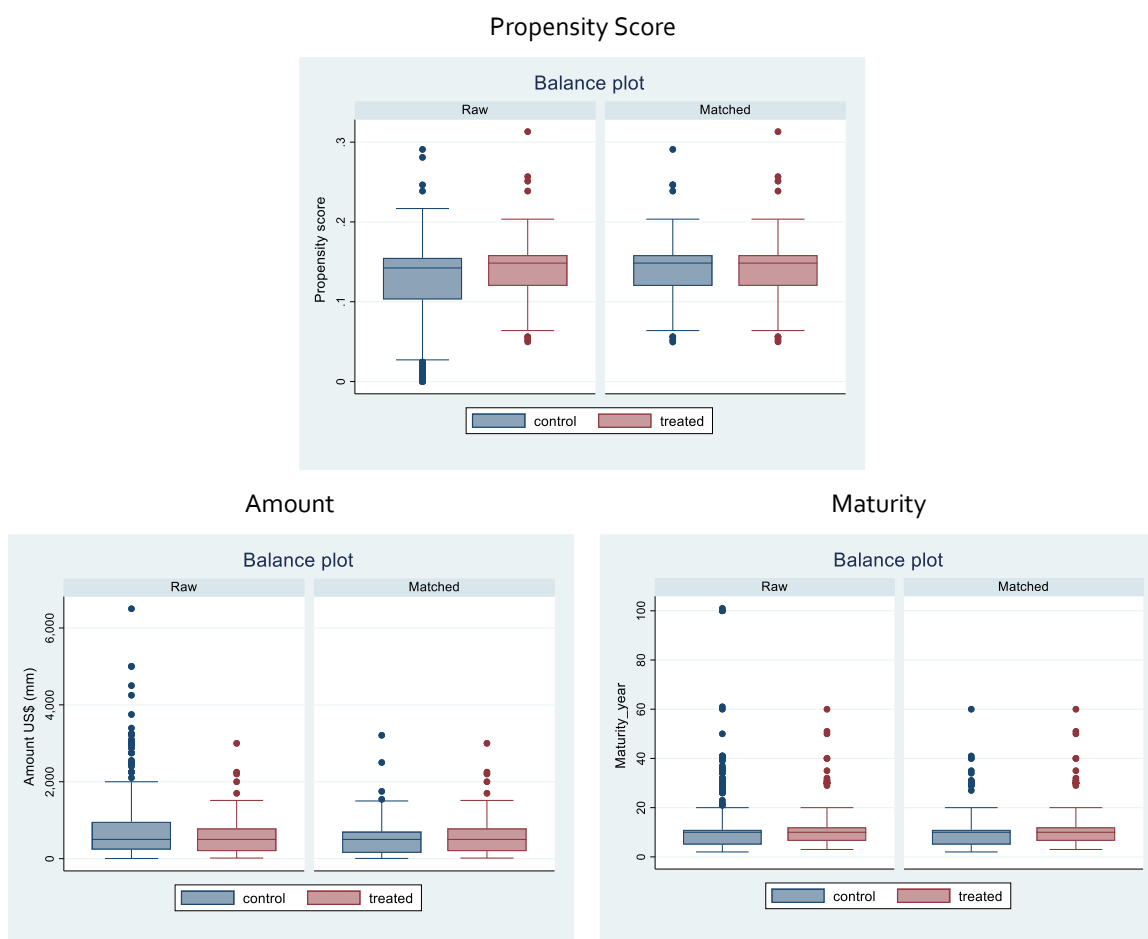 Propensity Score
Balance plot
Raw Matched
Propensity score
.3
.2
.1
0
control treated
Amount
Balance plot
Raw Matched
Amount US$ (mm)
6,000
4,000
2,000
0
control treated
Maturity
Balance plot
Raw Matched
Maturity_year
100
80
60
40
20
0
control treated